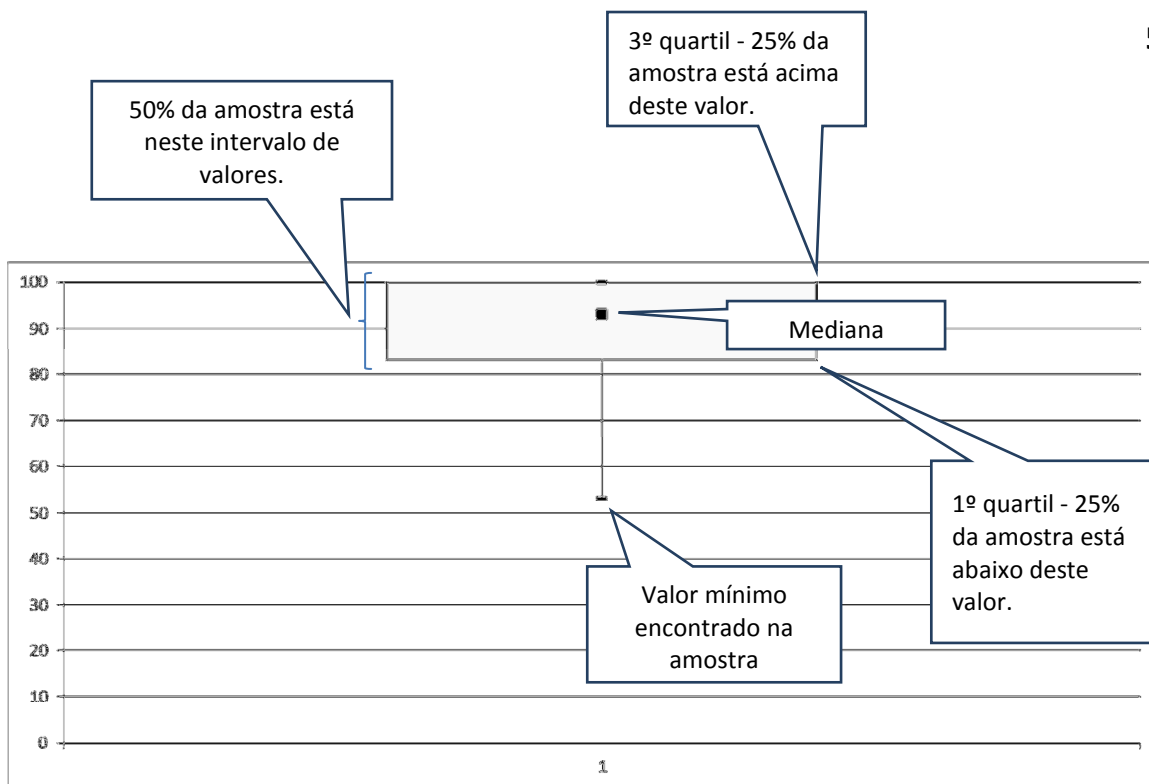 3º quartil - 25% da
amostra está acima
deste valor.
50% da amostra está
neste intervalo de
valores.
100
90
80
70
60
50
40
30
20
10
0
Mediana
1º quartil - 25%
da amostra está
abaixo deste
valor.
Valor mínimo
encontrado na
amostra
1